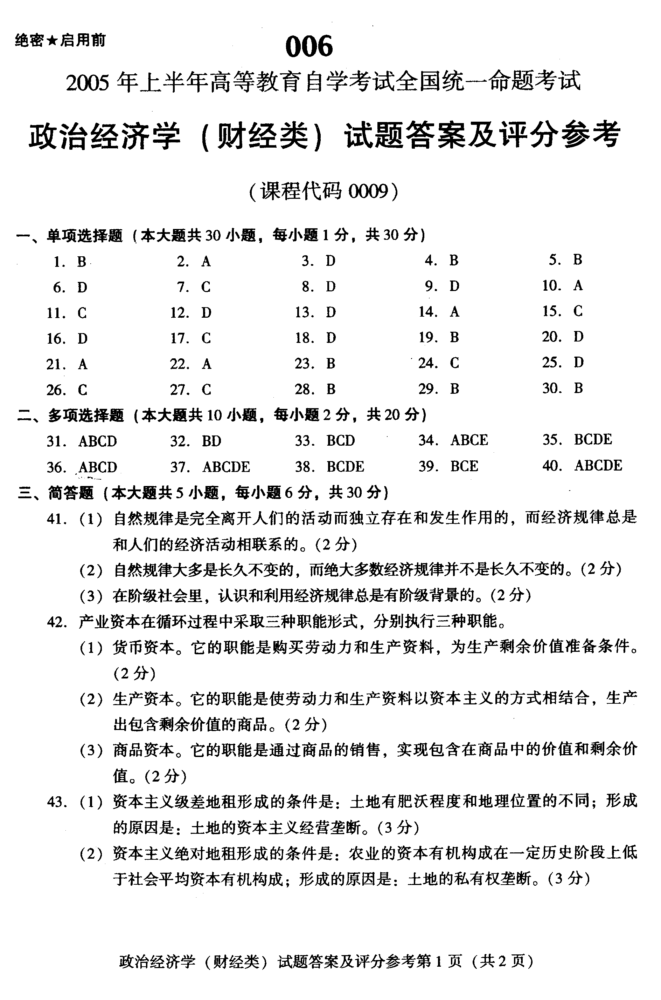 绝密★启用前
006
2005 年上半年高等教育自学考试全国统一命题考试
政治经济学（财经类）试题答案及评分参考
（课程代码 0009）
一、单项选择题（本大题共 30 小题，每小题 1 分，共 30 分）
1. B 2. A 3. D 4. B 5. B
6. D 7. C 8. D 9. D 10. A
11. C 12. D 13. D 14. A 15. C
16. D 17. C 18. D 19. B 20. D
21. A 22. A 23. B 24. C 25. D
26. C 27. C 28. B 29. B 30. B
二、多项选择题（本大题共 10 小题，每小题 2 分，共 20 分）
31. ABCD 32. BD 33. BCD 34. ABCE 35. BCDE
36. ABCD 37. ABCDE 38. BCDE 39. BCE 40. ABCDE
三、简答题（本大题共 5 小题，每小题 6 分，共 30 分）
41.（1）自然规律是完全离开人们的活动而独立存在和发生作用的，而经济规律总是
和人们的经济活动相联系的。（2 分）
（2）自然规律大多是长久不变的，而绝大多数经济规律并不是长久不变的。（2 分）
（3）在阶级社会里，认识和利用经济规律总是有阶级背景的。（2 分）
42. 产业资本在循环过程中采取三种职能形式，分别执行三种职能。
（1）货币资本。它的职能是购买劳动力和生产资料，为生产剩余价值准备条件。
（2 分）
（2）生产资本。它的职能是使劳动力和生产资料以资本主义的方式相结合，生产
出包含剩余价值的商品。（2 分）
（3）商品资本。它的职能是通过商品的销售，实现包含在商品中的价值和剩余价
值。（2 分）
43.（1）资本主义级差地租形成的条件是：土地有肥沃程度和地理位置的不同；形成
的原因是：土地的资本主义经营垄断。（3 分）
（2）资本主义绝对地租形成的条件是：农业的资本有机构成在一定历史阶段上低
于社会平均资本有机构成；形成的原因是：土地的私有权垄断。（3 分）
政治经济学（财经类）试题答案及评分参考第 1 页（共 2 页）